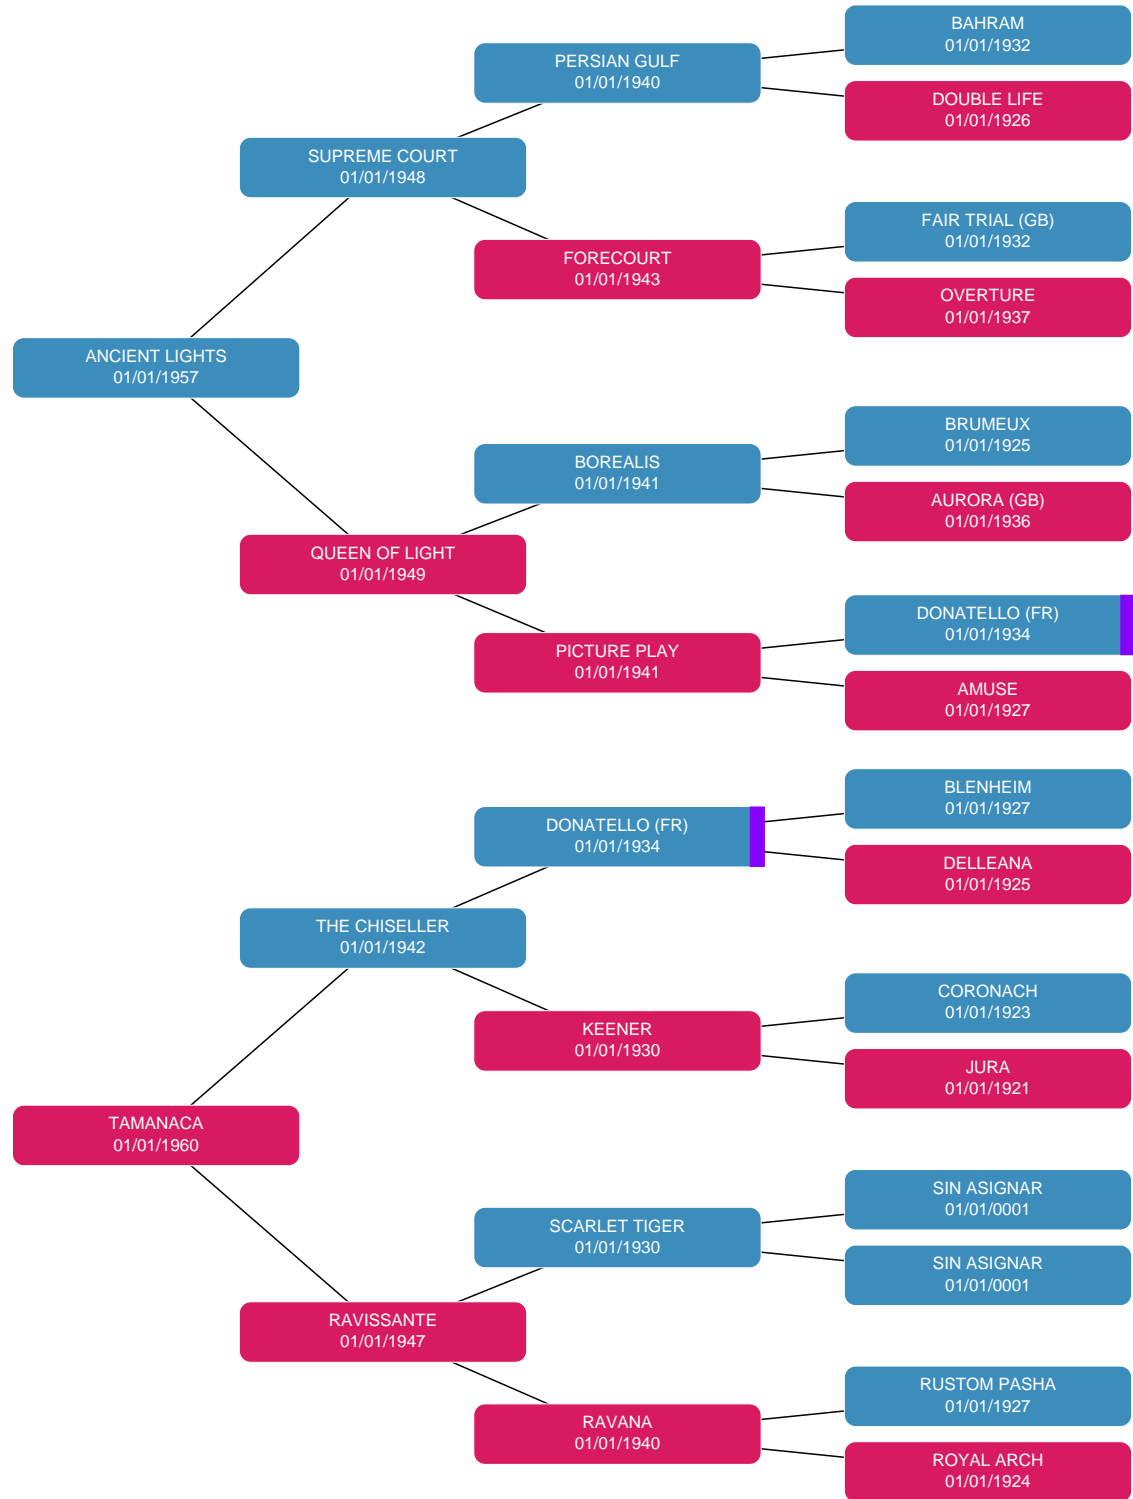 BAHRAM
01/01/1932
PERSIAN GULF
01/01/1940
DOUBLE LIFE
01/01/1926
SUPREME COURT
01/01/1948
FAIR TRIAL (GB)
01/01/1932
FORECOURT
01/01/1943
OVERTURE
01/01/1937
ANCIENT LIGHTS
01/01/1957
BRUMEUX
01/01/1925
BOREALIS
01/01/1941
AURORA (GB)
01/01/1936
QUEEN OF LIGHT
01/01/1949
DONATELLO (FR)
01/01/1934
PICTURE PLAY
01/01/1941
AMUSE
01/01/1927
BLENHEIM
01/01/1927
DONATELLO (FR)
01/01/1934
DELLEANA
01/01/1925
THE CHISELLER
01/01/1942
CORONACH
01/01/1923
KEENER
01/01/1930
JURA
01/01/1921
TAMANACA
01/01/1960
SIN ASIGNAR
01/01/0001
SCARLET TIGER
01/01/1930
SIN ASIGNAR
01/01/0001
RAVISSANTE
01/01/1947
RUSTOM PASHA
01/01/1927
RAVANA
01/01/1940
ROYAL ARCH
01/01/1924